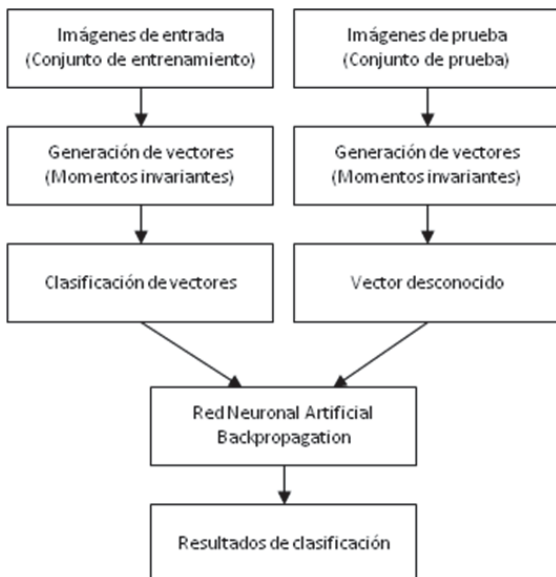 Imágenes de entrada
(Conjunto de entrenamiento)
Imágenes de prueba
(Conjunto de prueba)
Generación de vectores
(Momentos invariantes)
Generación de vectores
(Momentos invariantes)
Clasificación de vectores
Vector desconocido
Red Neuronal Artificial
Backpropagation
Resultados de clasificación